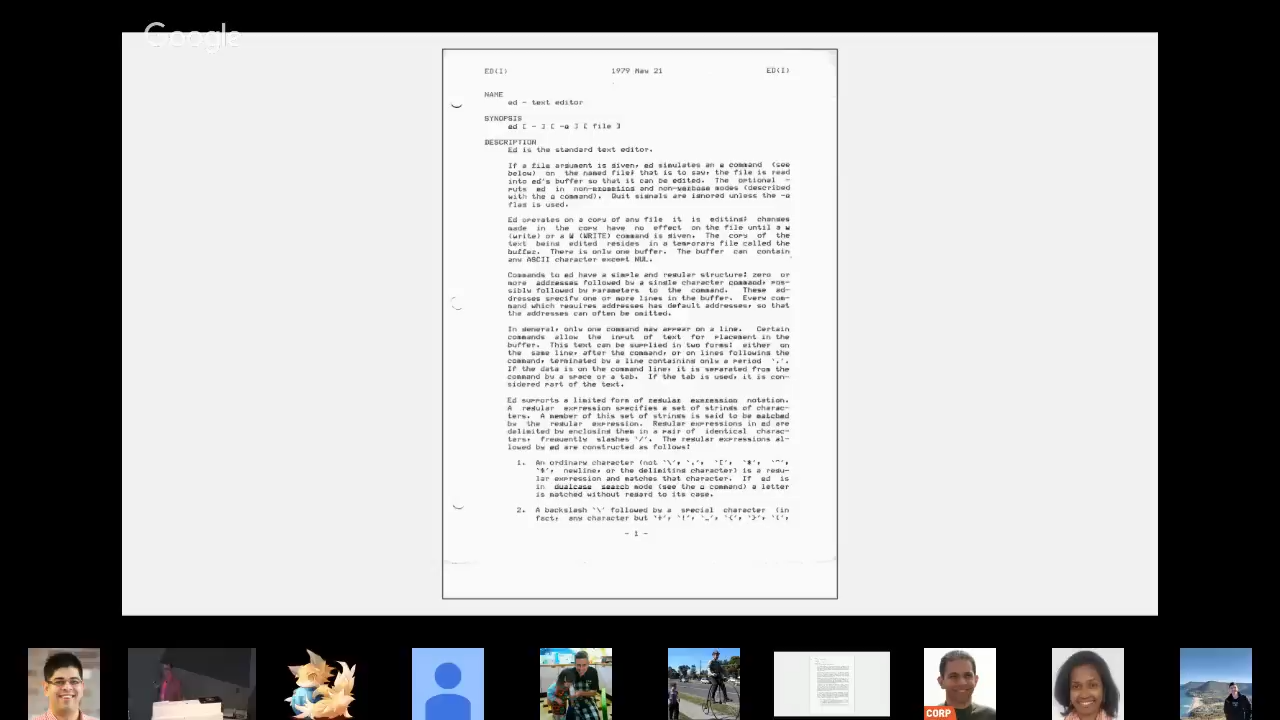 Google
ED(I) 1979 Nov 21 ED(I)
NAME
ed - text editor
SYNOPSIS
ed [ - ] [ -q ] [ file ]
DESCRIPTION
Ed is the standard text editor.
If a file argument is given, ed simulates an e command (see
below) on the named file; that is to say, the file is read
into ed's buffer so that it can be edited. The optional -
puts ed in non-prompting and non-verbose modes (described
with the o command). Quit signals are ignored unless the -q
flag is used.
Ed operates on a copy of any file it is editing; changes
made in the copy have no effect on the file until a w
(write) or a W (WRITE) command is given. The copy of the
text being edited resides in a temporary file called the
buffer. There is only one buffer. The buffer can contain
any ASCII character except NUL.
Commands to ed have a simple and regular structure: zero or
more addresses followed by a single character command, pos-
sibly followed by parameters to the command. These ad-
dresses specify one or more lines in the buffer. Every com-
mand which requires addresses has default addresses, so that
the addresses can often be omitted.
In general, only one command may appear on a line. Certain
commands allow the input of text for placement in the
buffer. This text can be supplied in two forms: either on
the same line, after the command, or on lines following the
command, terminated by a line containing only a period `.'.
If the data is on the command line, it is separated from the
command by a space or a tab. If the tab is used, it is con-
sidered part of the text.
Ed supports a limited form of regular expression notation.
A regular expression specifies a set of strings of charac-
ters. A member of this set of strings is said to be matched
by the regular expression. Regular expressions in ed are
delimited by enclosing them in a pair of identical charac-
ters, frequently slashes `/'. The regular expressions al-
lowed by ed are constructed as follows:
1. An ordinary character (not `\', `.', `[', `*', `^',
`$', newline, or the delimiting character) is a regu-
lar expression and matches that character. If ed is
in dualcase search mode (see the o command) a letter
is matched without regard to its case.
2. A backslash `\' followed by a special character (in
fact, any character but `+', `!', `_', `{', `}', `(',
- 1 -
CORP